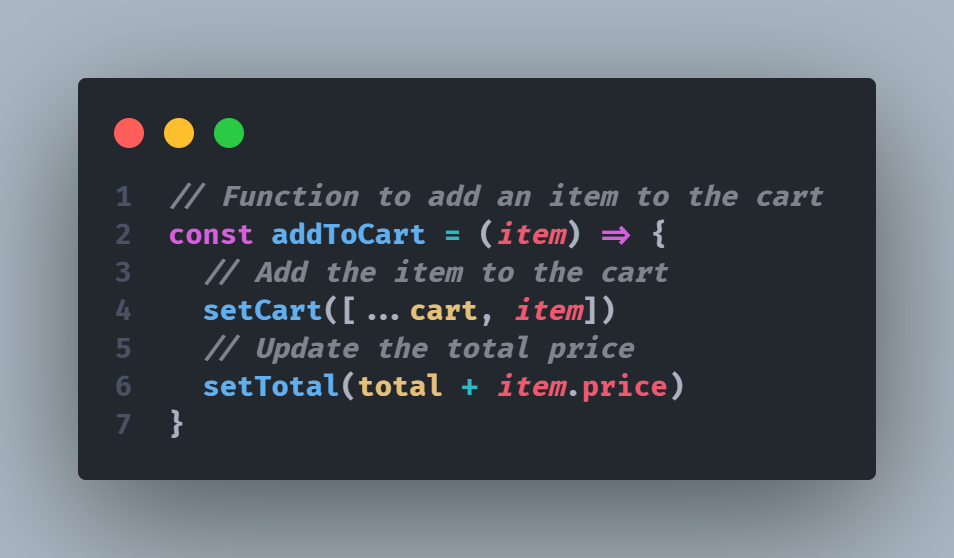 1 // Function to add an item to the cart
2 const addToCart = (item) => {
3   // Add the item to the cart
4   setCart([...cart, item])
5   // Update the total price
6   setTotal(total + item.price)
7 }